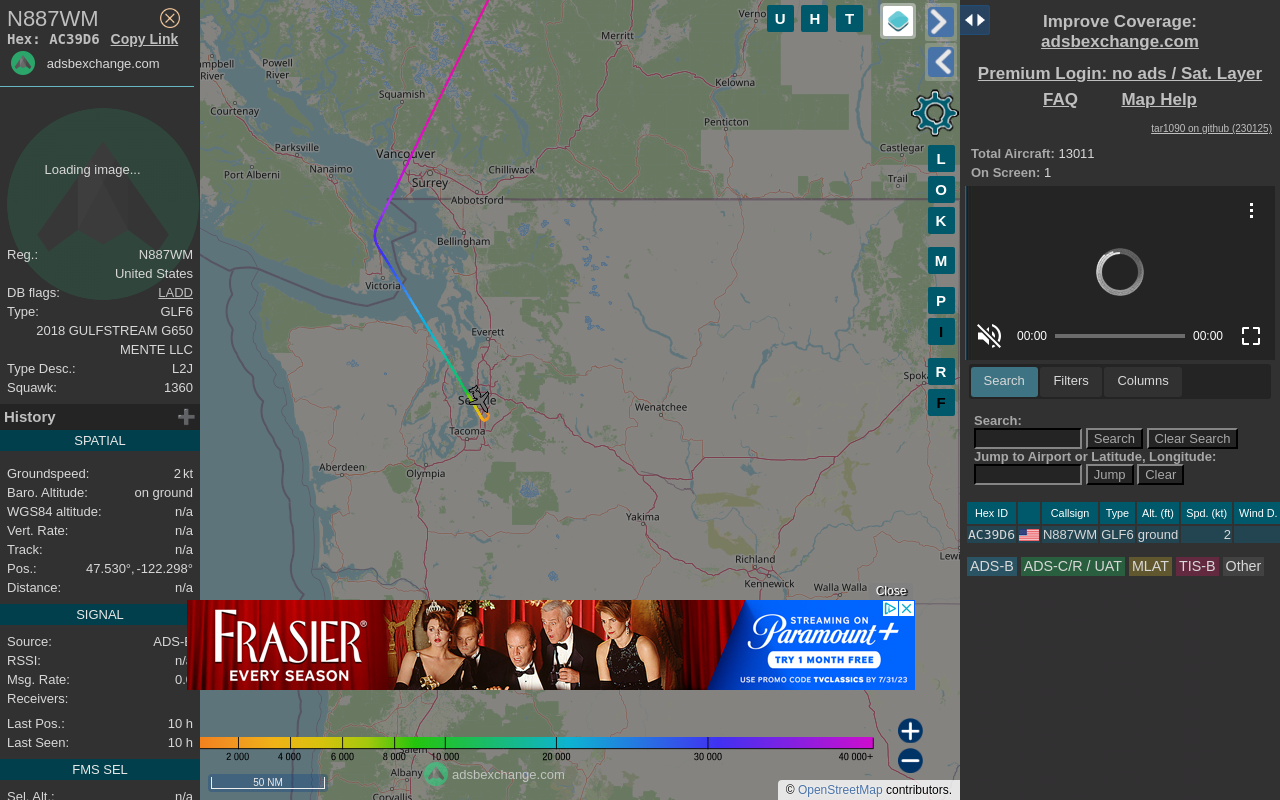 N887WM
Hex: AC39D6 Copy Link
adsbexchange.com
Loading image...
Reg.: N887WM
United States
DB flags: LADD
Type: GLF6
2018 GULFSTREAM G650
MENTE LLC
Type Desc.: L2J
Squawk: 1360
History
SPATIAL
Groundspeed: 2 kt
Baro. Altitude: on ground
WGS84 altitude: n/a
Vert. Rate: n/a
Track: n/a
Pos.: 47.530°, -122.298°
Distance: n/a
SIGNAL
Source: ADS-B
RSSI: n/a
Msg. Rate: 0.
Receivers:
Last Pos.: 10 h
Last Seen: 10 h
FMS SEL
Sel. Alt.: n/a
U H T
L
O
K
M
P
I
R
F
Merritt
Powell River
Campbell River
Squamish
Kelowna
Courtenay
Penticton
Parksville
Vancouver
Castlegar
Nanaimo
Chilliwack
Port Alberni
Surrey
Trail
Abbotsford
Bellingham
Victoria
Everett
Seattle
Wenatchee
Tacoma
Aberdeen
Olympia
Yakima
Richland
Kennewick
Walla Walla
Albany
Corvallis
Close
FRASIER®
EVERY SEASON
STREAMING ON
Paramount+
TRY 1 MONTH FREE
USE PROMO CODE TVCLASSICS BY 7/31/23
2 000 4 000 6 000 8 000 10 000 20 000 30 000 40 000+
adsbexchange.com
50 NM
© OpenStreetMap contributors.
Improve Coverage:
adsbexchange.com
Premium Login: no ads / Sat. Layer
FAQ Map Help
tar1090 on github (230125)
Total Aircraft: 13011
On Screen: 1
00:00 00:00
Search Filters Columns
Search:
Search Clear Search
Jump to Airport or Latitude, Longitude:
Jump Clear
Hex ID Callsign Type Alt. (ft) Spd. (kt) Wind D.
AC39D6 N887WM GLF6 ground 2
ADS-B ADS-C/R / UAT MLAT TIS-B Other